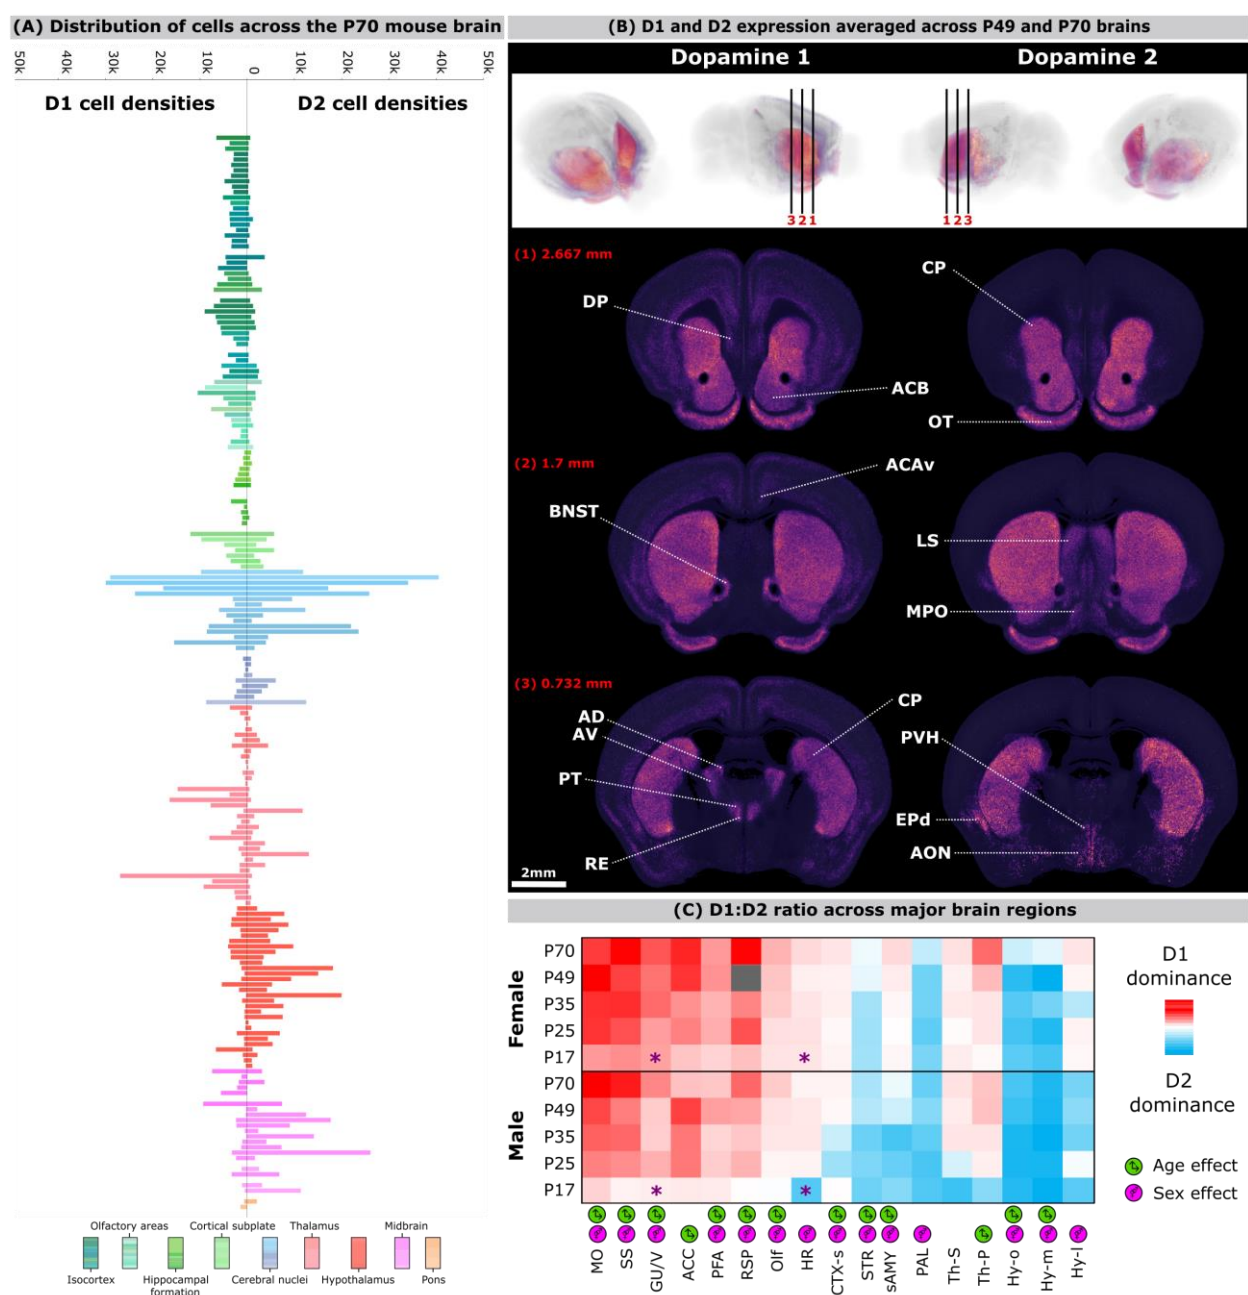 (A) Distribution of cells across the P70 mouse brain
50k 40k 30k 20k 10k 0 10k 20k 30k 40k 50k
D1 cell densities D2 cell densities
Olfactory areas Cortical subplate Thalamus Midbrain
Isocortex Hippocampal formation Cerebral nuclei Hypothalamus Pons
(B) D1 and D2 expression averaged across P49 and P70 brains
Dopamine 1 Dopamine 2
3 2 1 1 2 3
(1) 2.667 mm
DP
CP
ACB
OT
(2) 1.7 mm
ACAv
BNST
LS
MPO
(3) 0.732 mm
AD
AV
CP
PVH
PT
EPd
AON
RE
2mm
(C) D1:D2 ratio across major brain regions
Female
P70
P49
P35
P25
P17 * *
Male
P70
P49
P35
P25
P17 * *
MO SS GU/V ACC PFA RSP Olf HR CTX-s STR sAMY PAL Th-S Th-P Hy-o Hy-m Hy-l
D1
dominance
D2
dominance
Age effect
Sex effect